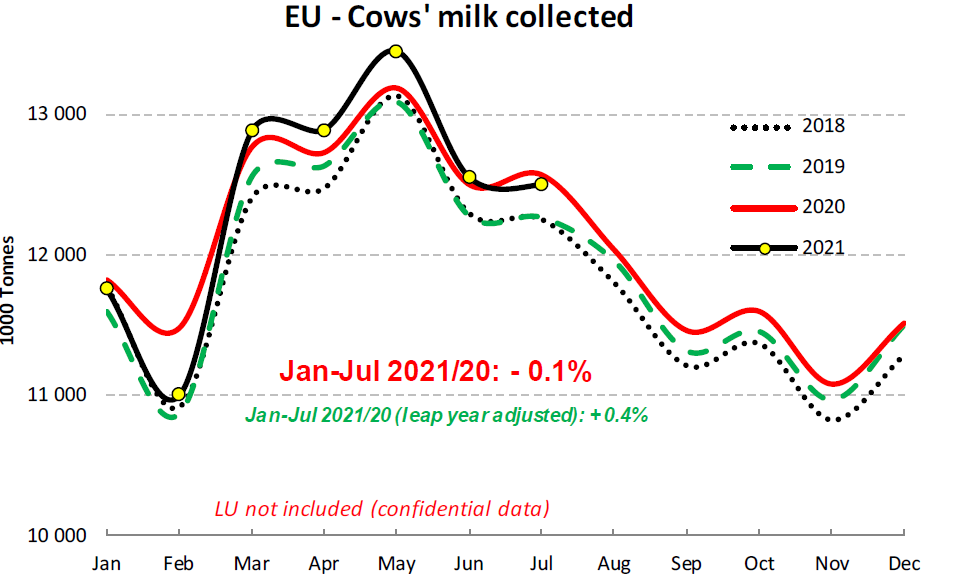 EU - Cows' milk collected
1000 Tonnes
13 000
12 000
11 000
10 000
2018
2019
2020
2021
Jan-Jul 2021/20: - 0.1%
Jan-Jul 2021/20 (leap year adjusted): +0.4%
LU not included (confidential data)
Jan Feb Mar Apr May Jun Jul Aug Sep Oct Nov Dec